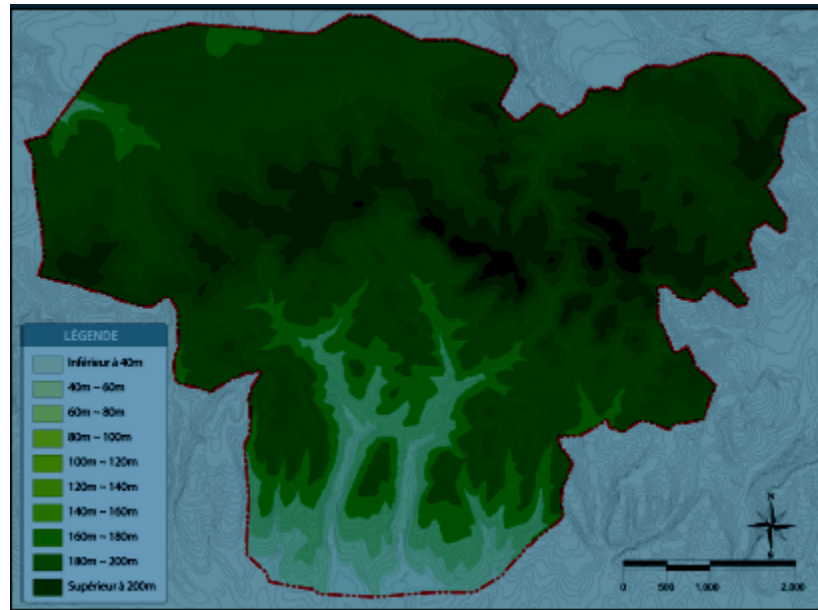 LÉGENDE
Inférieur à 40m
40m – 60m
60m – 80m
80m – 100m
100m – 120m
120m – 140m
140m – 160m
160m – 180m
180m – 200m
Supérieur à 200m
N
0 500 1,000 2,000